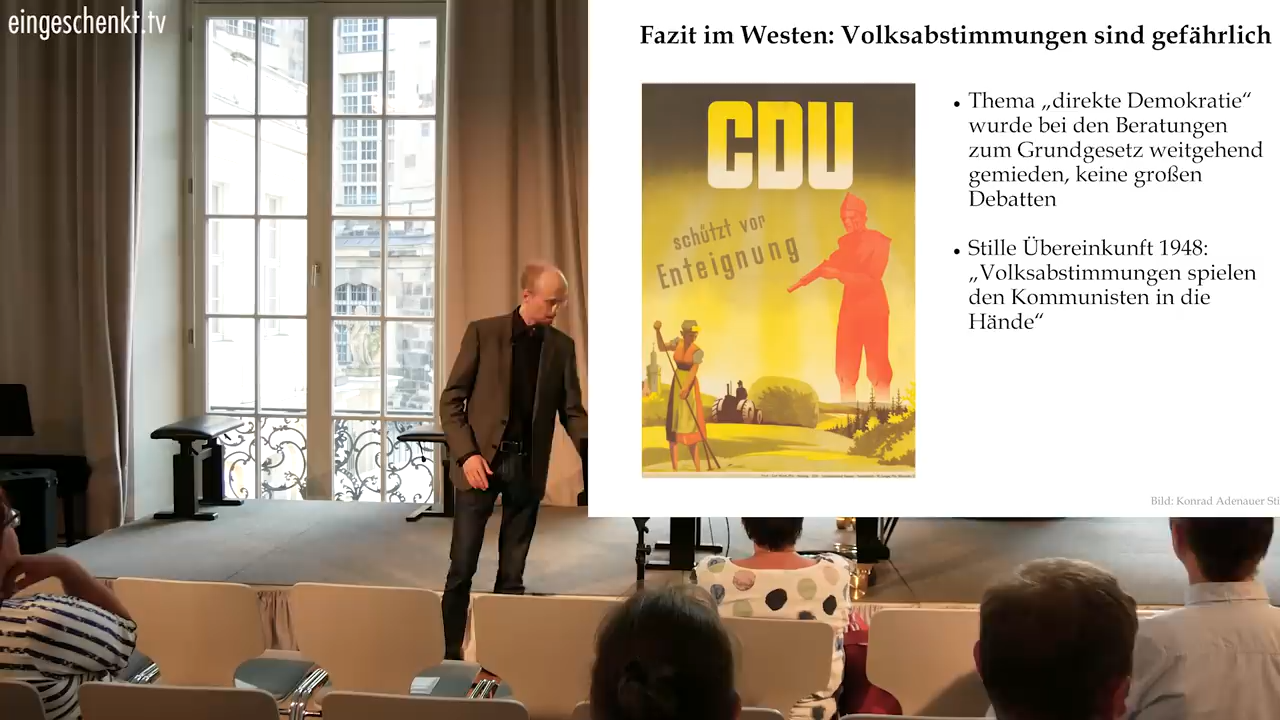 eingeschenkt.tv
Fazit im Westen: Volksabstimmungen sind gefährlich
CDU
schützt vor
Enteignung
• Thema „direkte Demokratie“
wurde bei den Beratungen
zum Grundgesetz weitgehend
gemieden, keine großen
Debatten
• Stille Übereinkunft 1948:
„Volksabstimmungen spielen
den Kommunisten in die
Hände“
Bild: Konrad Adenauer Sti